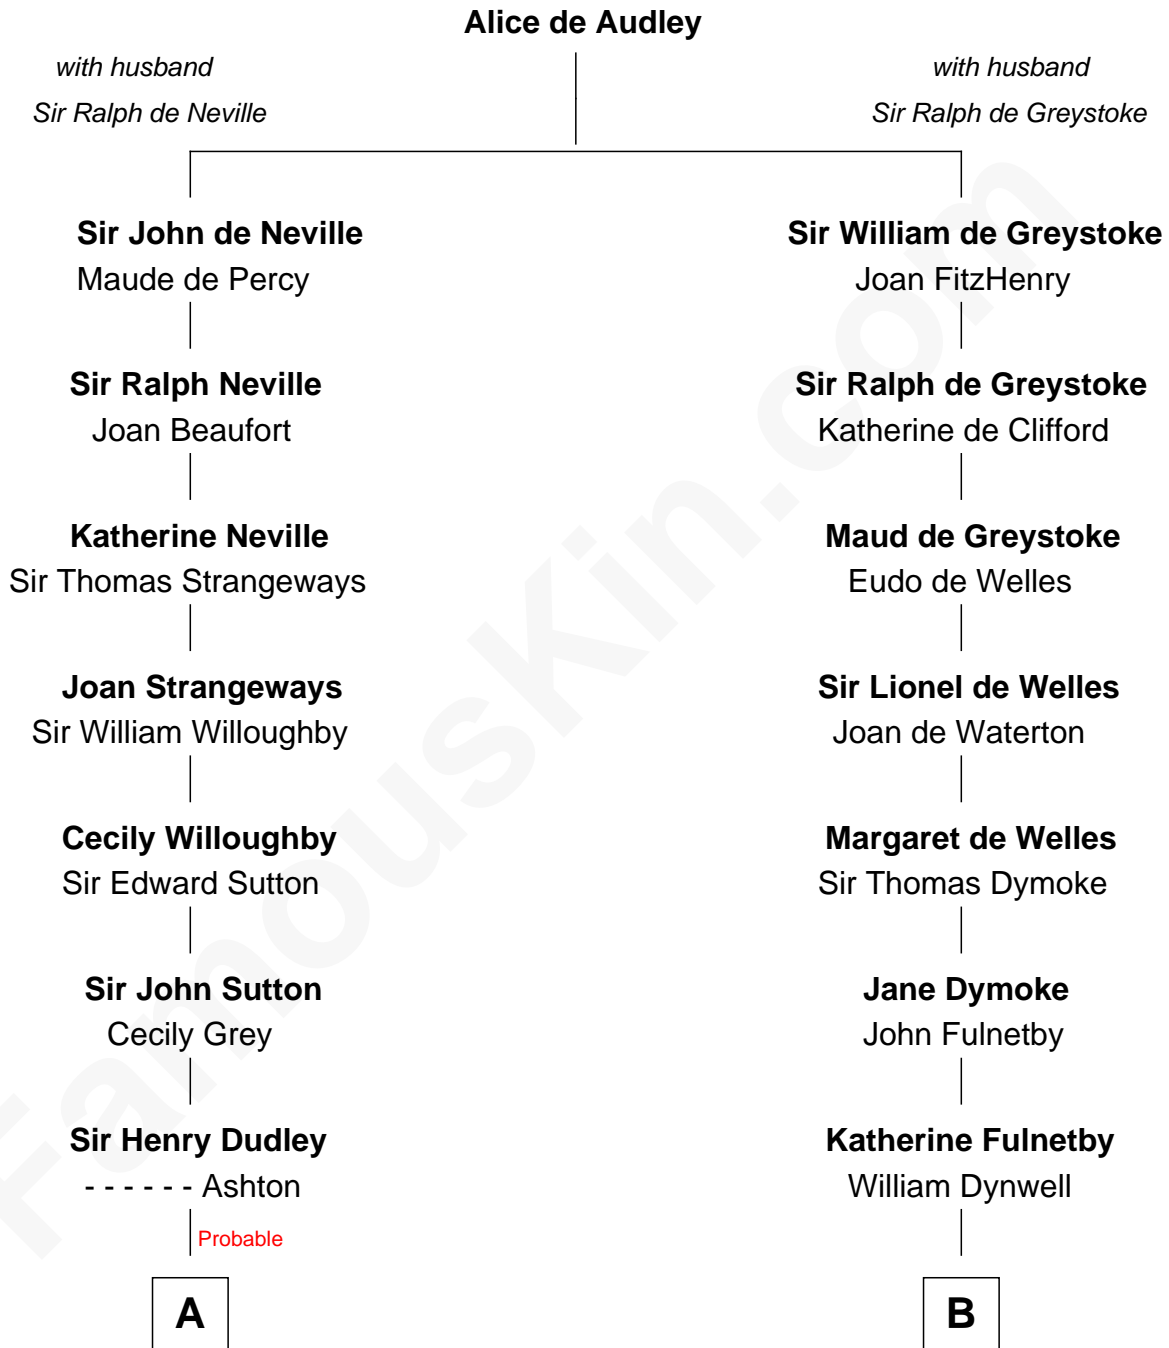 Alice de Audley
with husband
Sir Ralph de Neville
with husband
Sir Ralph de Greystoke
Sir John de Neville
Maude de Percy
Sir William de Greystoke
Joan FitzHenry
Sir Ralph Neville
Joan Beaufort
Sir Ralph de Greystoke
Katherine de Clifford
Katherine Neville
Sir Thomas Strangeways
Maud de Greystoke
Eudo de Welles
Joan Strangeways
Sir William Willoughby
Sir Lionel de Welles
Joan de Waterton
Cecily Willoughby
Sir Edward Sutton
Margaret de Welles
Sir Thomas Dymoke
Sir John Sutton
Cecily Grey
Jane Dymoke
John Fulnetby
Sir Henry Dudley
- - - - - - Ashton
Katherine Fulnetby
William Dynwell
Probable
A
B
FamousKin.com